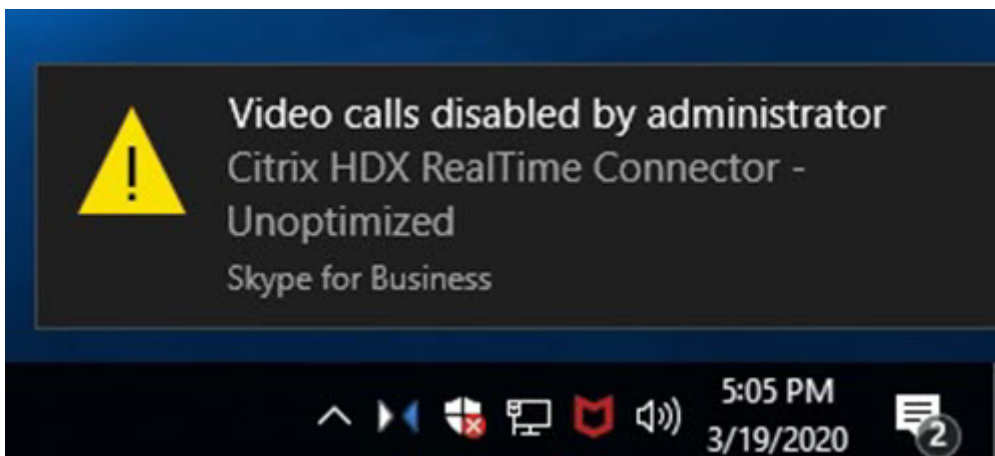 Video calls disabled by administrator
Citrix HDX RealTime Connector -
Unoptimized
Skype for Business
5:05 PM
3/19/2020
2